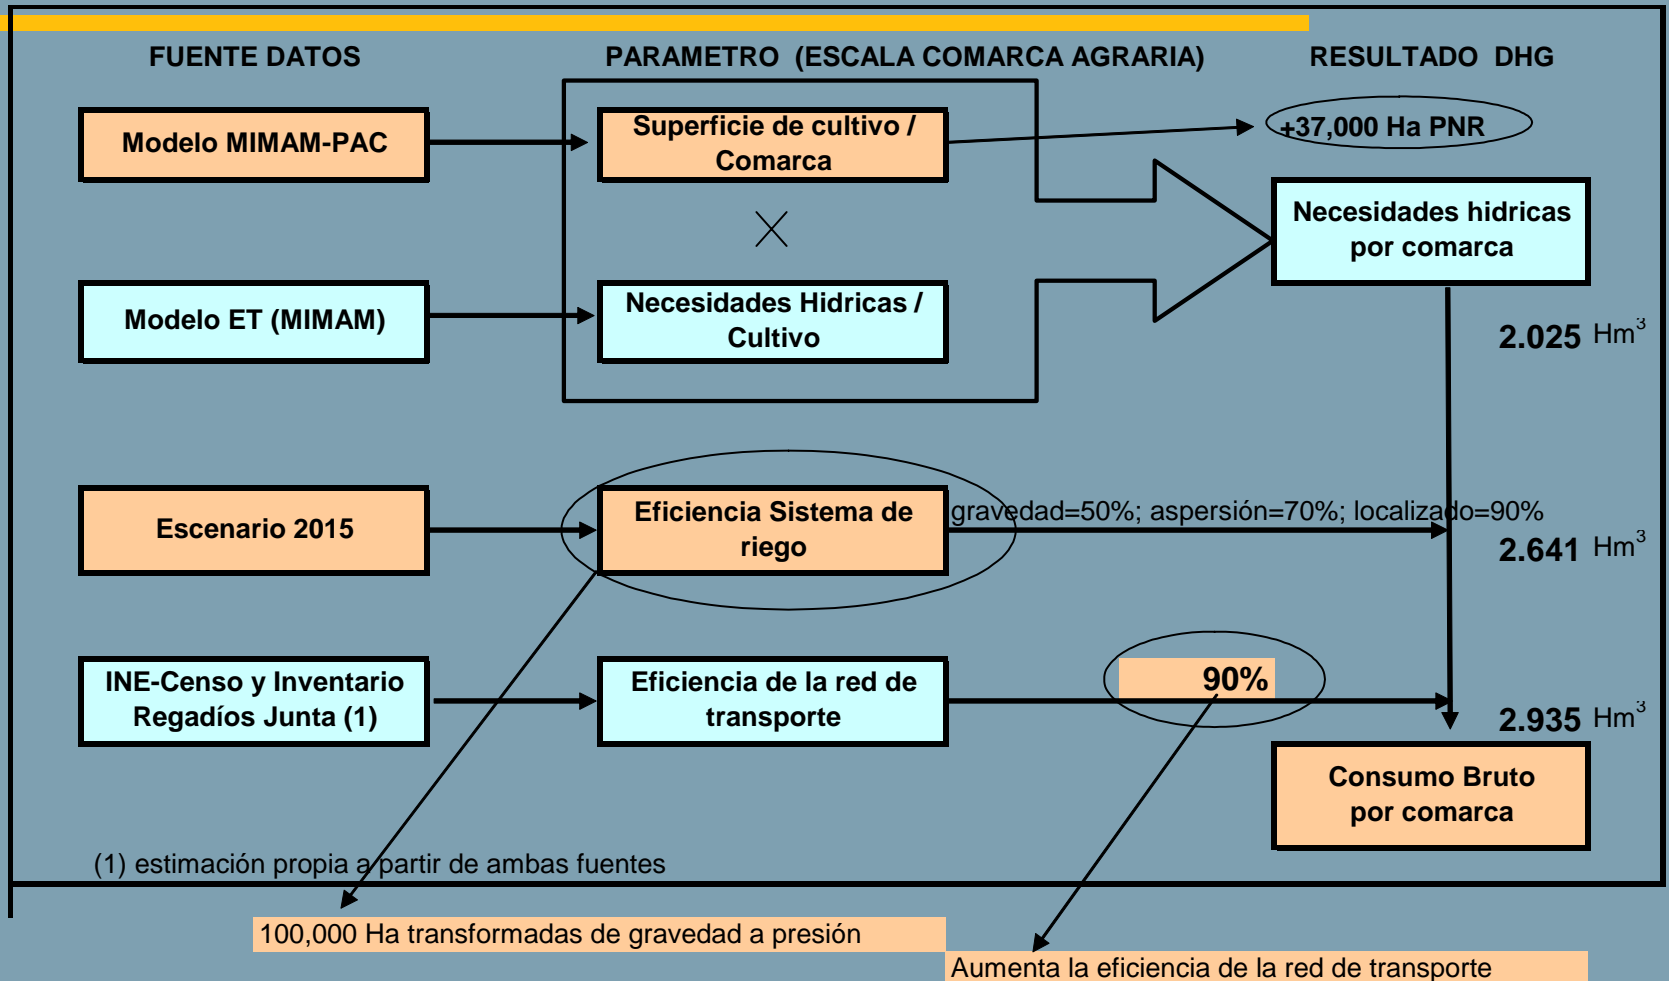 FUENTE DATOS
PARAMETRO (ESCALA COMARCA AGRARIA)
RESULTADO DHG
Modelo MIMAM-PAC
Superficie de cultivo /
Comarca
+37,000 Ha PNR
Necesidades hidricas
por comarca
Modelo ET (MIMAM)
Necesidades Hidricas /
Cultivo
2.025 Hm³
Escenario 2015
Eficiencia Sistema de
riego
gravedad=50%; aspersión=70%; localizado=90%
2.641 Hm³
INE-Censo y Inventario
Regadíos Junta (1)
Eficiencia de la red de
transporte
90%
2.935 Hm³
Consumo Bruto
por comarca
(1) estimación propia a partir de ambas fuentes
100,000 Ha transformadas de gravedad a presión
Aumenta la eficiencia de la red de transporte